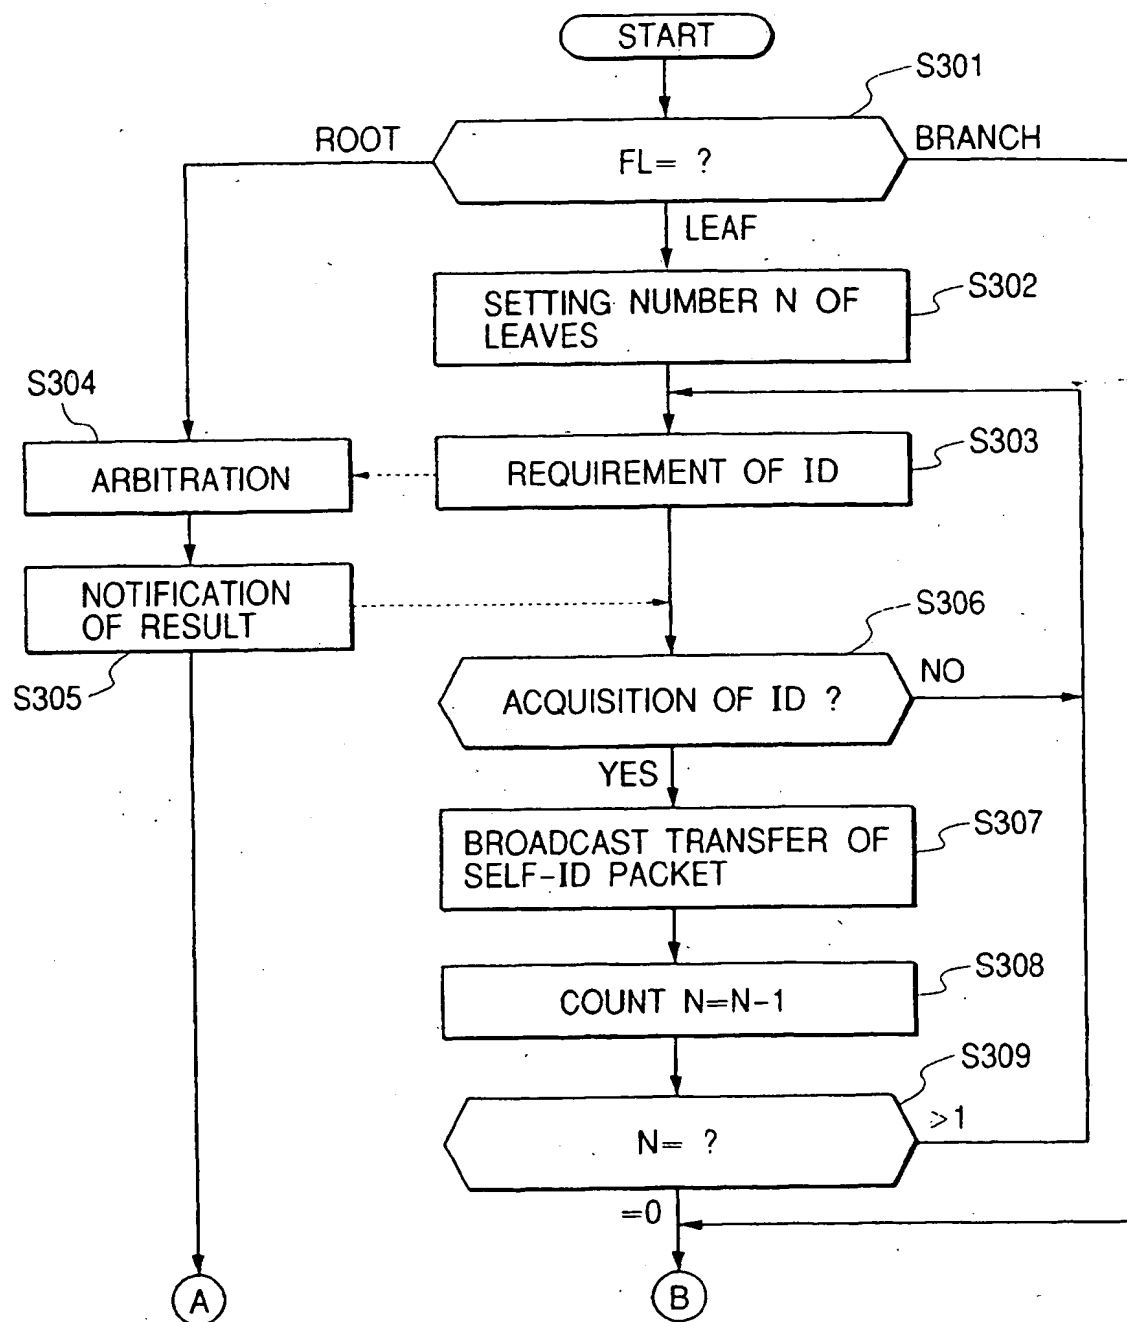 START
S301
ROOT
BRANCH
FL= ?
LEAF
SETTING NUMBER N OF
LEAVES
S302
S304
S303
ARBITRATION
REQUIREMENT OF ID
NOTIFICATION
OF RESULT
S305
S306
ACQUISITION OF ID ?
NO
YES
S307
BROADCAST TRANSFER OF
SELF-ID PACKET
S308
COUNT N=N-1
S309
N= ?
>1
=0
A
B